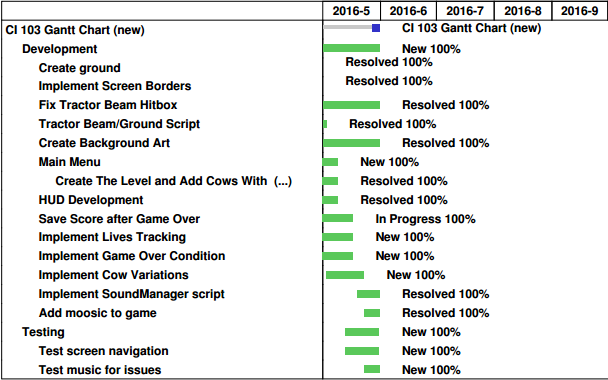 2016-5 2016-6 2016-7 2016-8 2016-9
CI 103 Gantt Chart (new) CI 103 Gantt Chart (new)
Development New 100%
Create ground Resolved 100%
Implement Screen Borders Resolved 100%
Fix Tractor Beam Hitbox Resolved 100%
Tractor Beam/Ground Script Resolved 100%
Create Background Art Resolved 100%
Main Menu New 100%
Create The Level and Add Cows With (...) Resolved 100%
HUD Development Resolved 100%
Save Score after Game Over In Progress 100%
Implement Lives Tracking New 100%
Implement Game Over Condition New 100%
Implement Cow Variations New 100%
Implement SoundManager script Resolved 100%
Add moosic to game Resolved 100%
Testing New 100%
Test screen navigation New 100%
Test music for issues New 100%